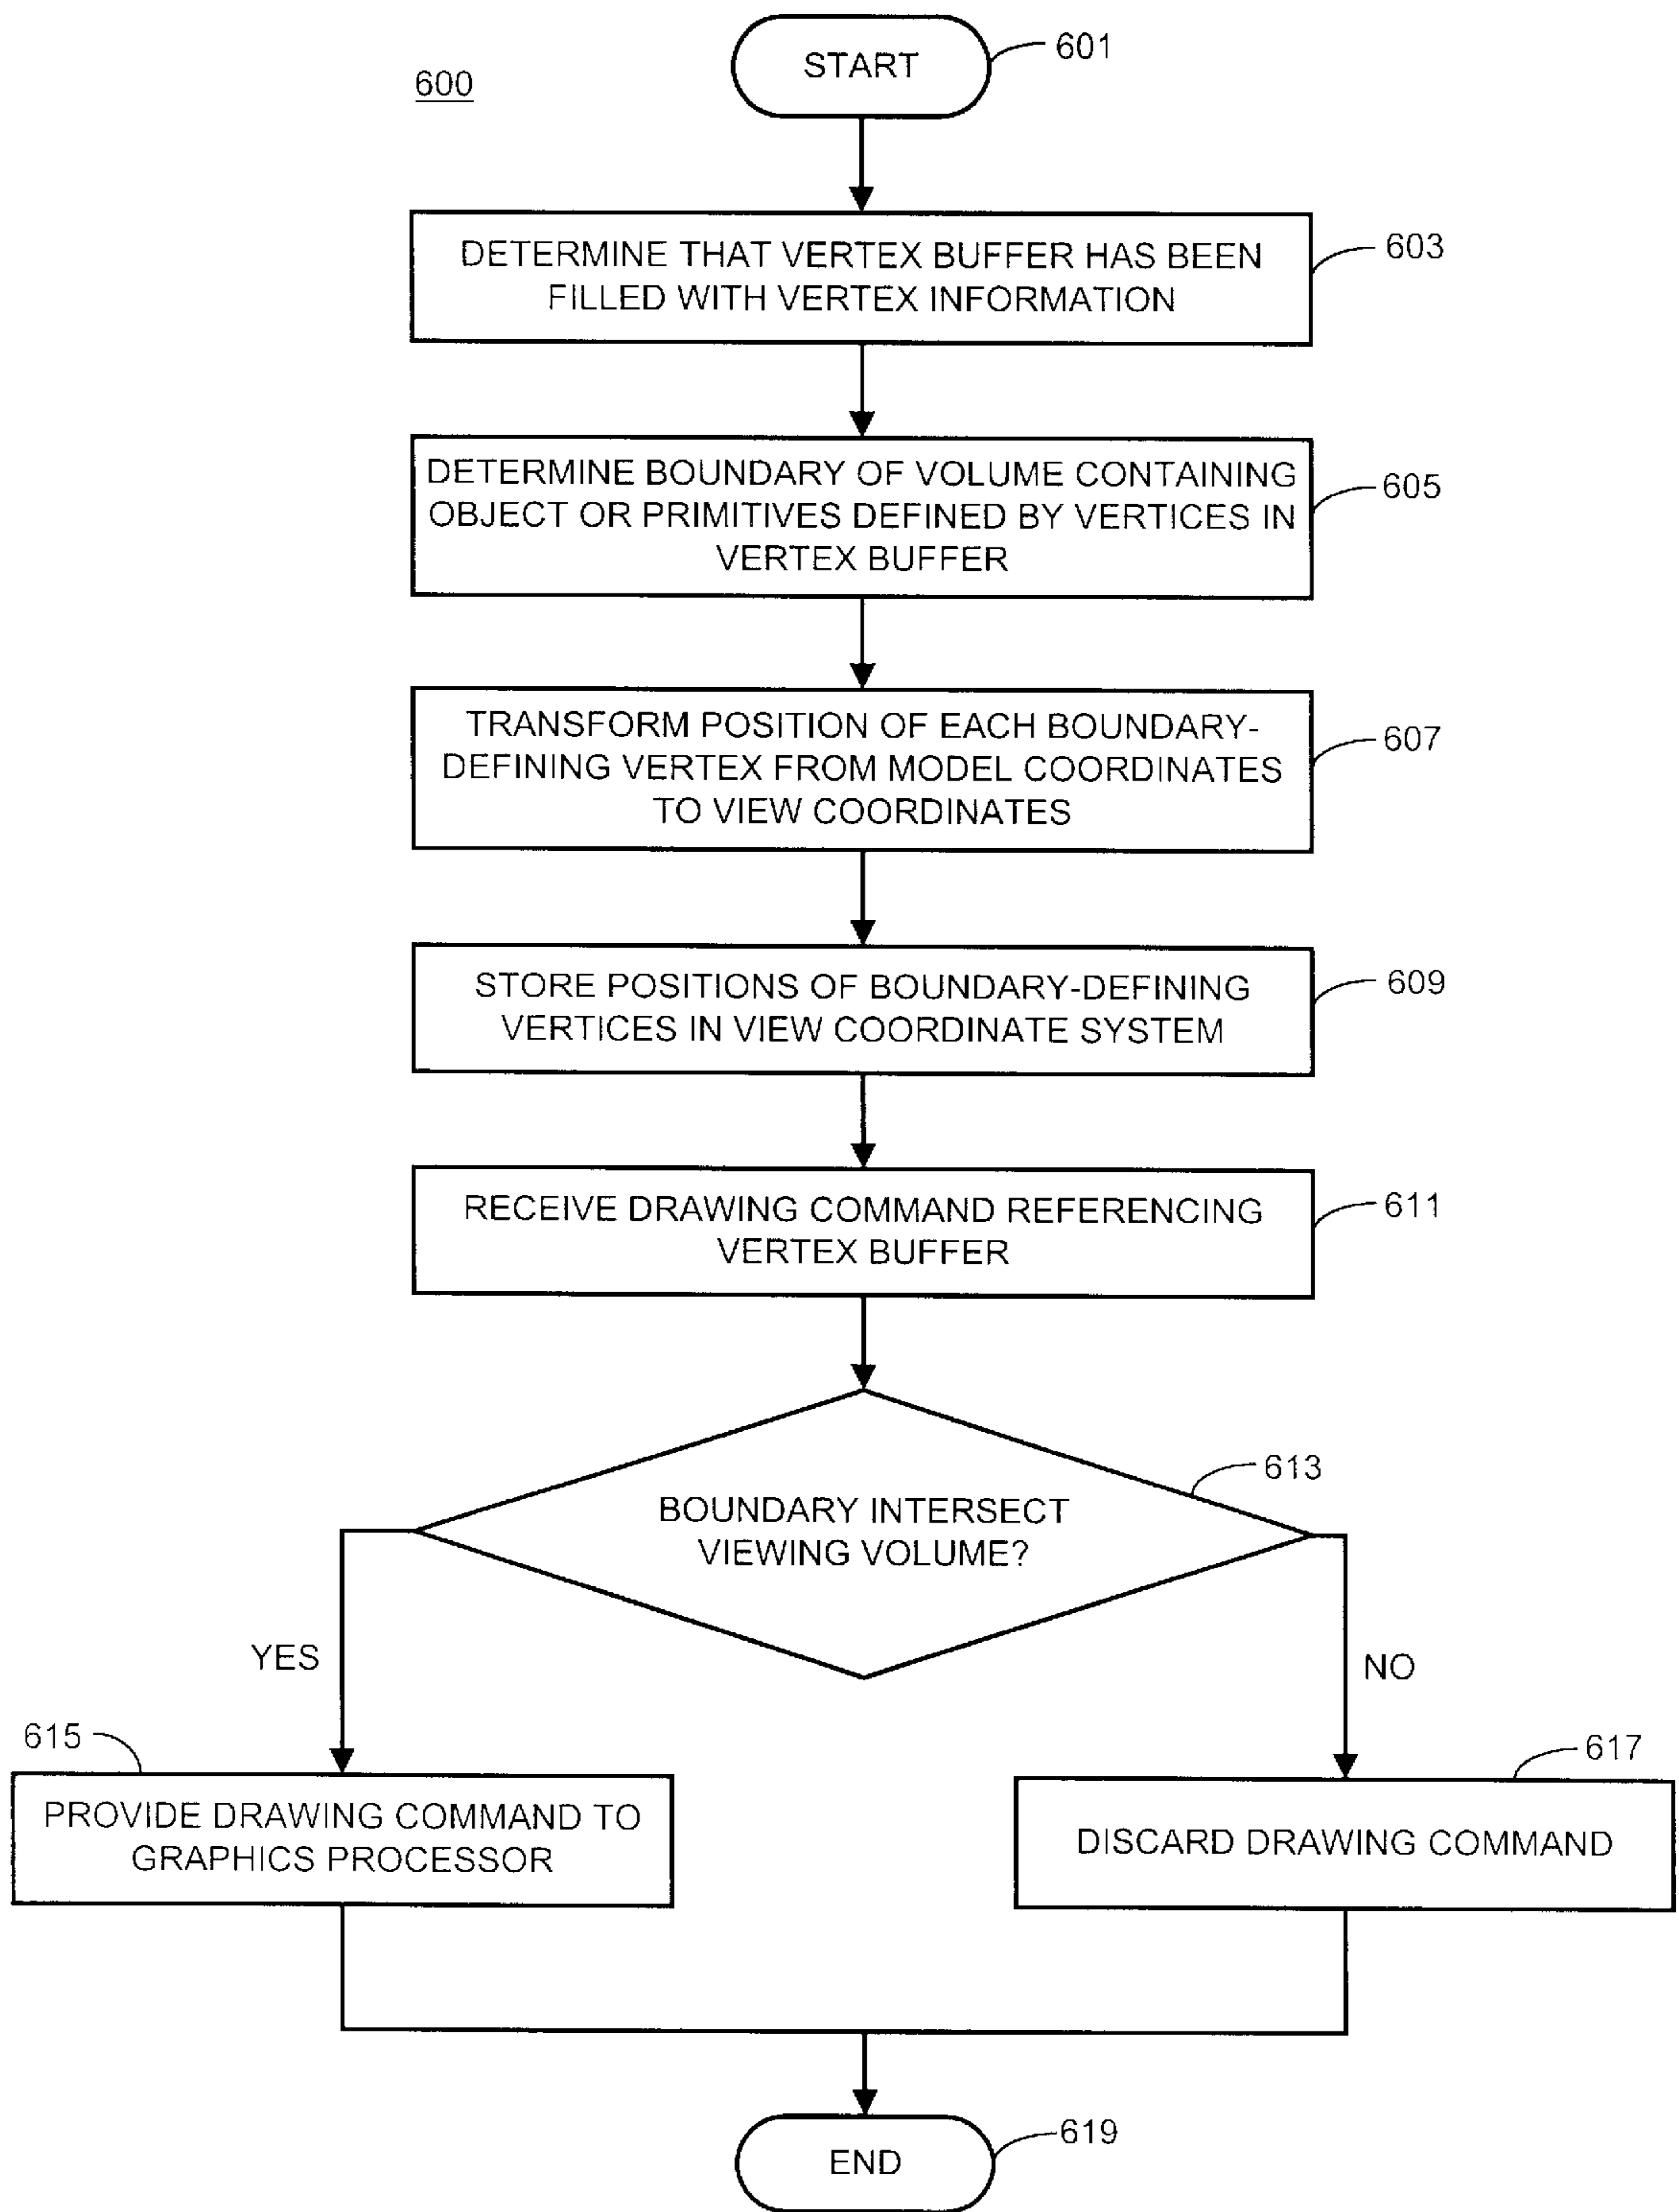 600
START
601
DETERMINE THAT VERTEX BUFFER HAS BEEN
FILLED WITH VERTEX INFORMATION
603
DETERMINE BOUNDARY OF VOLUME CONTAINING
OBJECT OR PRIMITIVES DEFINED BY VERTICES IN
VERTEX BUFFER
605
TRANSFORM POSITION OF EACH BOUNDARY-
DEFINING VERTEX FROM MODEL COORDINATES
TO VIEW COORDINATES
607
STORE POSITIONS OF BOUNDARY-DEFINING
VERTICES IN VIEW COORDINATE SYSTEM
609
RECEIVE DRAWING COMMAND REFERENCING
VERTEX BUFFER
611
BOUNDARY INTERSECT
VIEWING VOLUME?
613
YES
NO
615
PROVIDE DRAWING COMMAND TO
GRAPHICS PROCESSOR
617
DISCARD DRAWING COMMAND
END
619